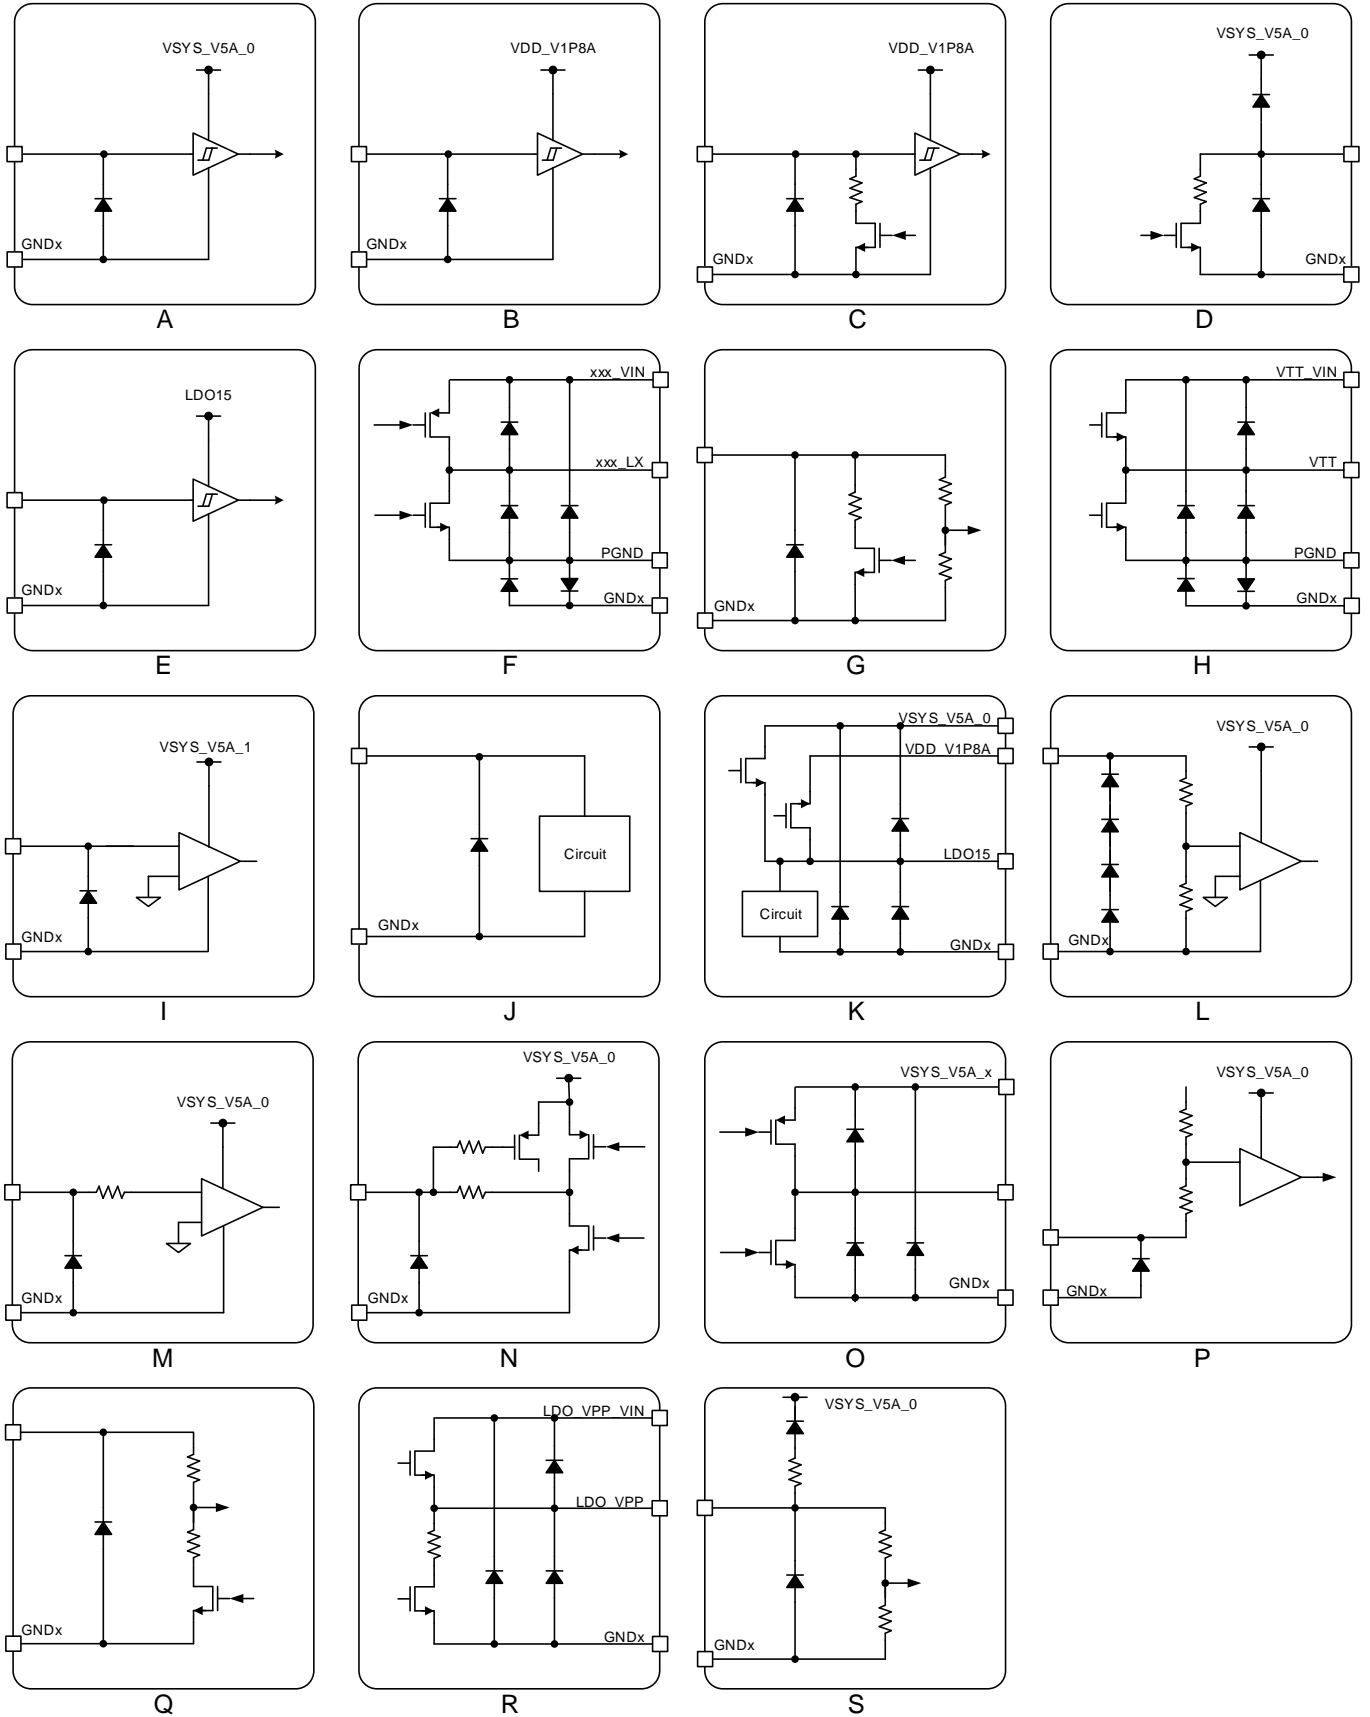 VSYS_V5A_0
GNDx
A
VDD_V1P8A
GNDx
B
VDD_V1P8A
GNDx
C
VSYS_V5A_0
GNDx
D
LDO15
GNDx
E
xxx_VIN
xxx_LX
PGND
GNDx
F
GNDx
G
VTT_VIN
VTT
PGND
GNDx
H
VSYS_V5A_1
GNDx
I
Circuit
GNDx
J
VSYS_V5A_0
VDD_V1P8A
LDO15
Circuit
GNDx
K
VSYS_V5A_0
GNDx
L
VSYS_V5A_0
GNDx
M
VSYS_V5A_0
GNDx
N
VSYS_V5A_x
GNDx
O
VSYS_V5A_0
GNDx
P
GNDx
Q
LDO_VPP_VIN
LDO_VPP
GNDx
R
VSYS_V5A_0
GNDx
S